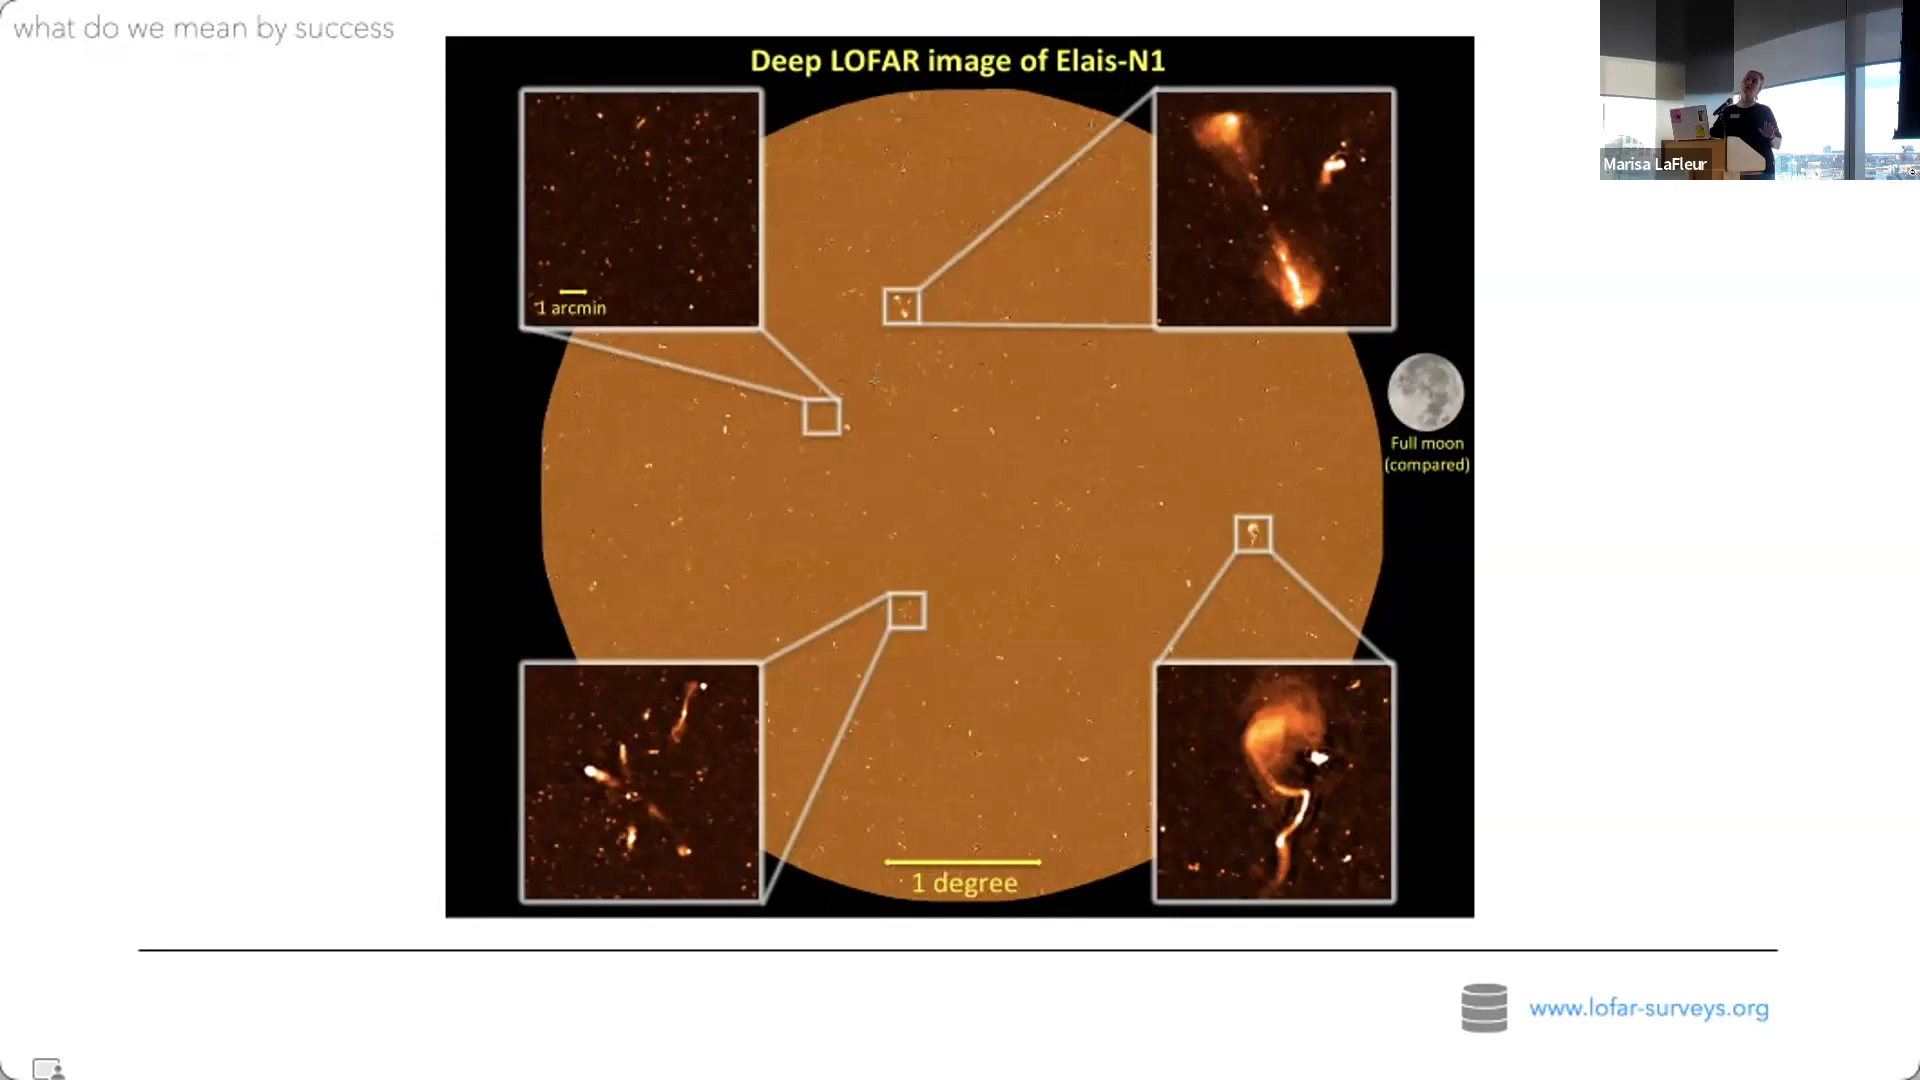 what do we mean by success
Deep LOFAR image of Elais-N1
Marisa LaFleur
1 arcmin
Full moon
(compared)
1 degree
www.lofar-surveys.org